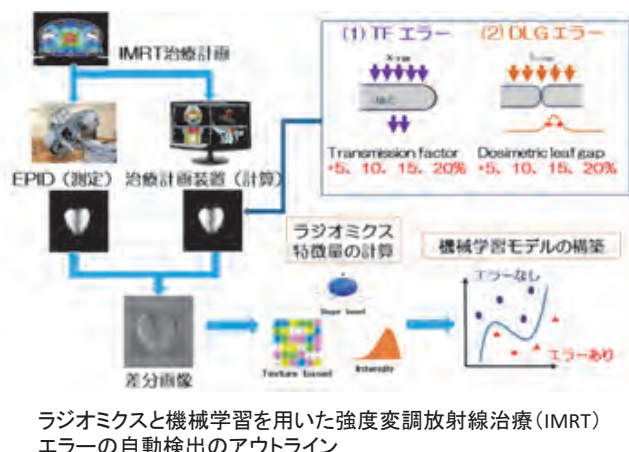 IMRT治療計画
EPID（測定） 治療計画装置（計算）
差分画像
(1) TF エラー
X-ray
MLC
Transmission factor
+5、10、15、20%
(2) DLG エラー
Dosimetric leaf gap
+5、10、15、20%
ラジオミクス
特徴量の計算
Shape based
Texture based
Intensity
機械学習モデルの構築
エラーなし
エラーあり
ラジオミクスと機械学習を用いた強度変調放射線治療（IMRT）
エラーの自動検出のアウトライン